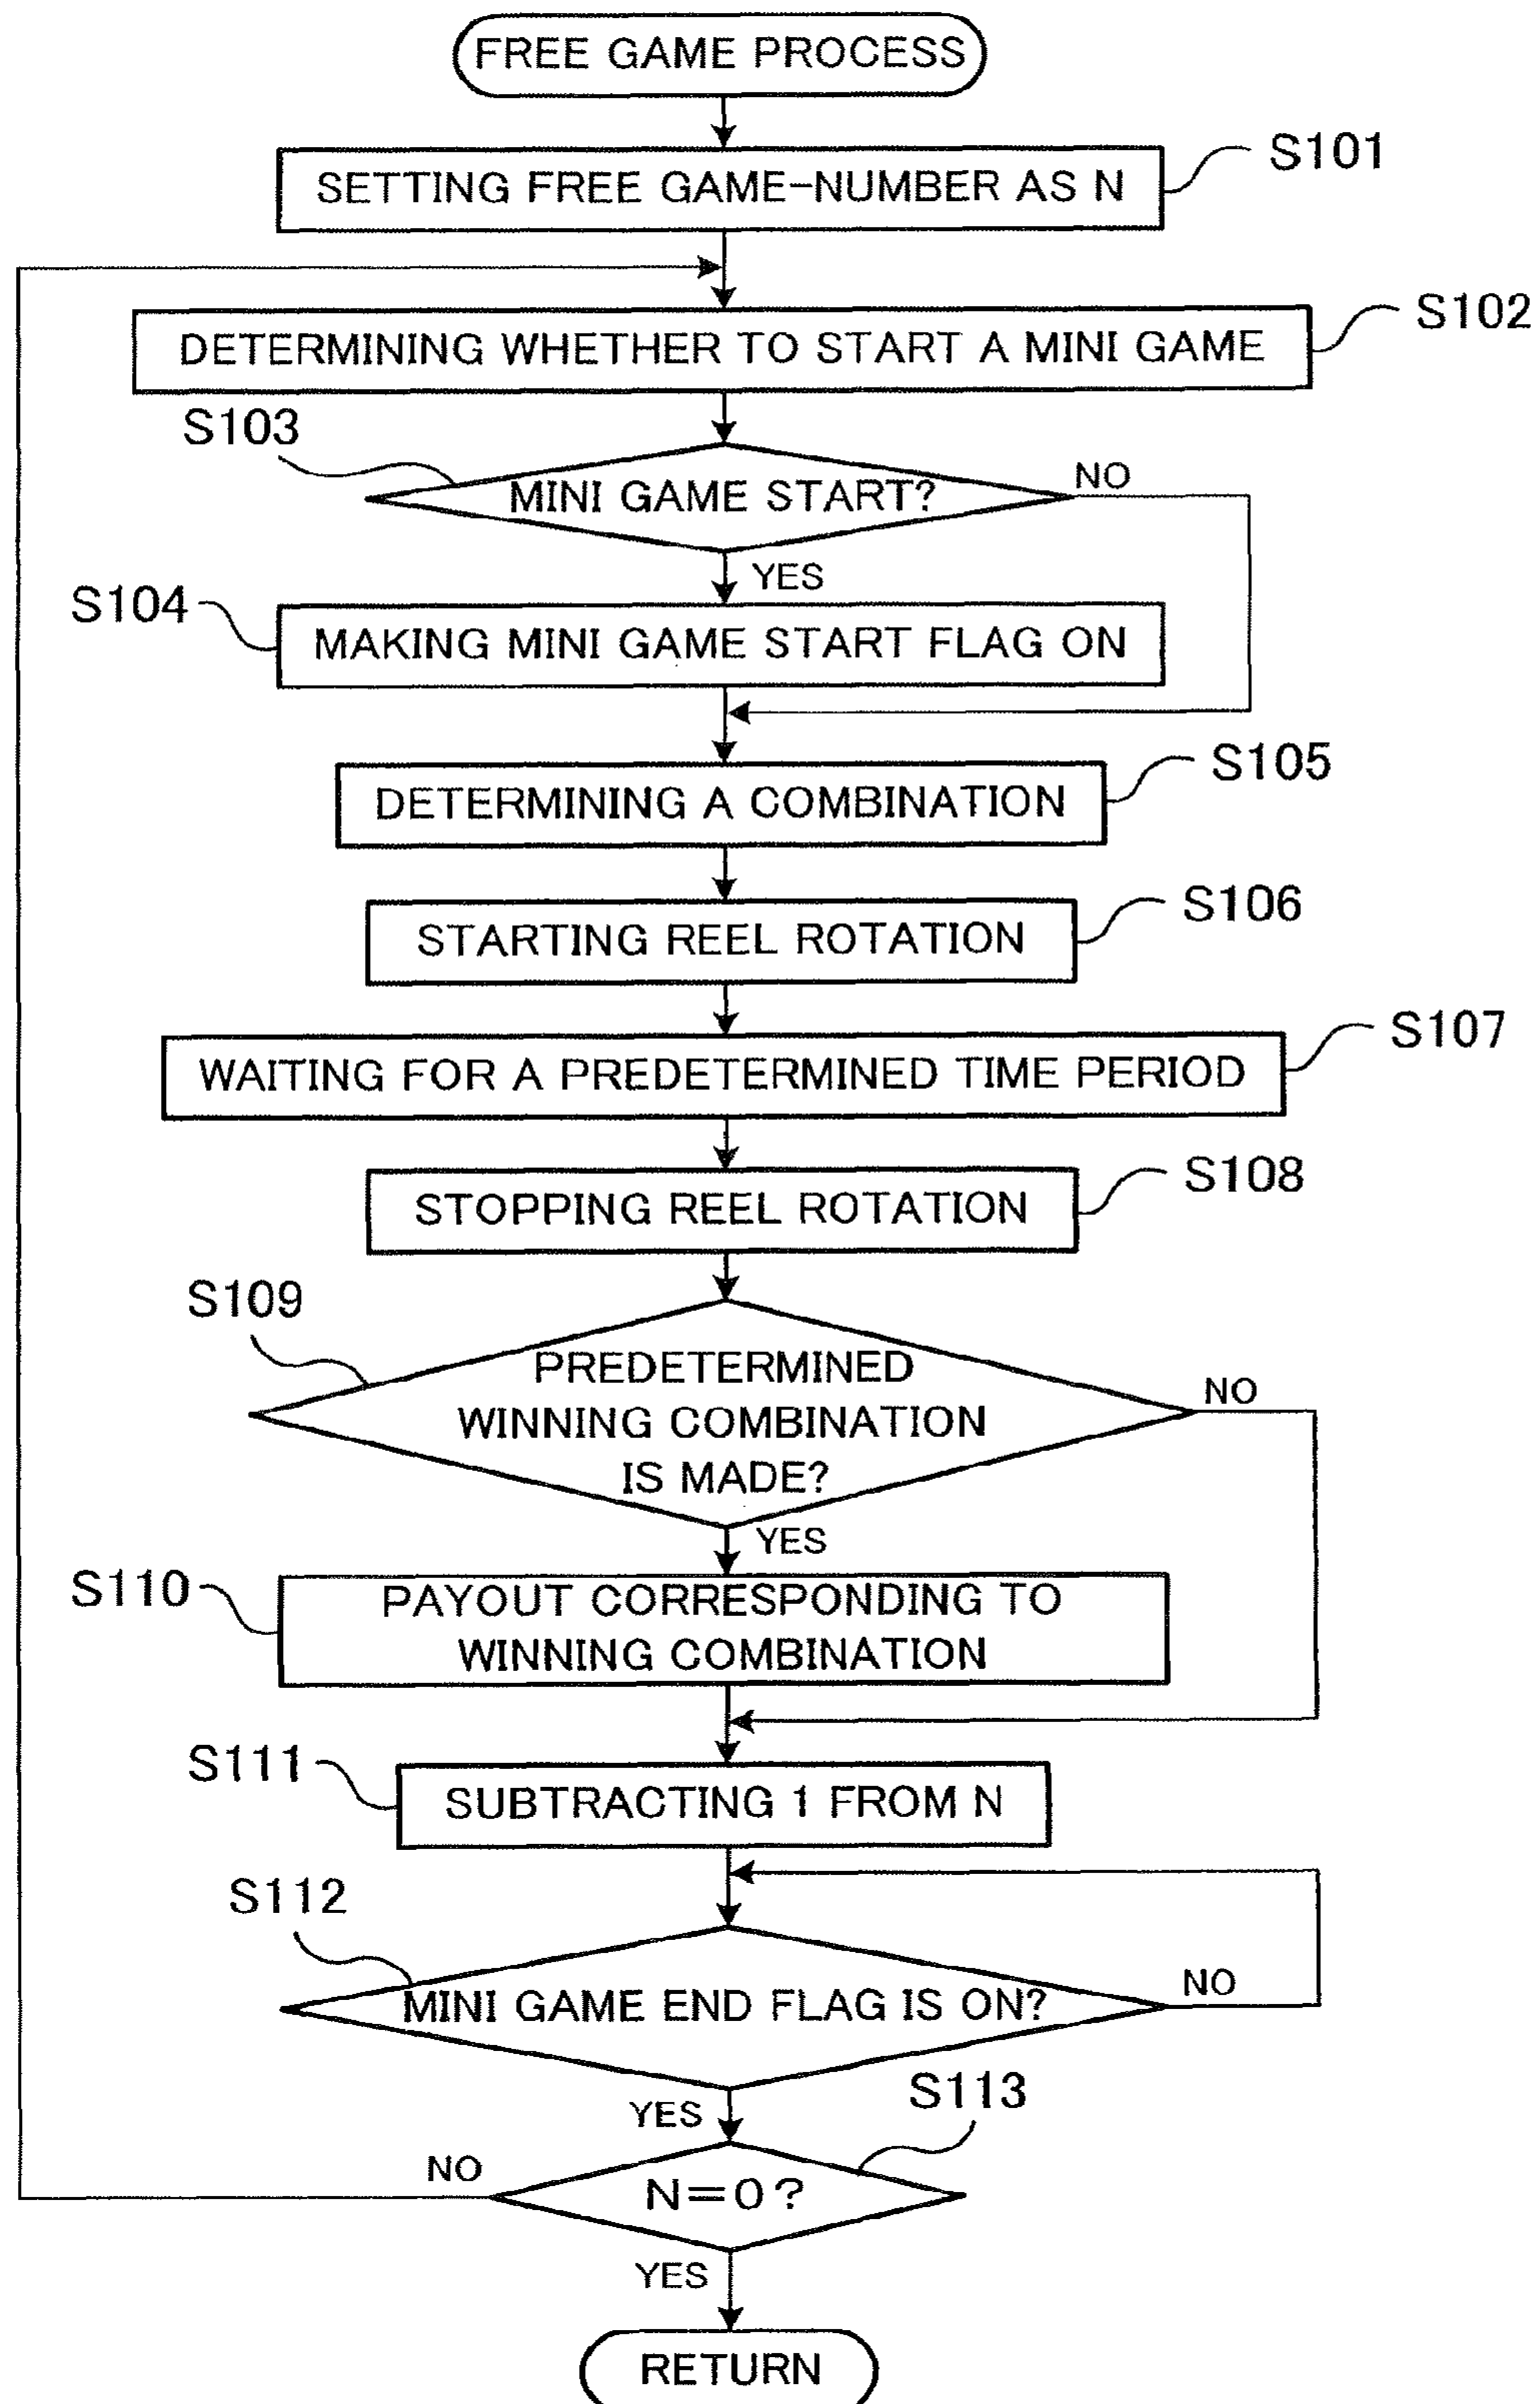 FREE GAME PROCESS
S101
SETTING FREE GAME-NUMBER AS N
S102
DETERMINING WHETHER TO START A MINI GAME
S103
MINI GAME START?
NO
YES
S104
MAKING MINI GAME START FLAG ON
S105
DETERMINING A COMBINATION
S106
STARTING REEL ROTATION
S107
WAITING FOR A PREDETERMINED TIME PERIOD
S108
STOPPING REEL ROTATION
S109
PREDETERMINED
WINNING COMBINATION
IS MADE?
NO
YES
S110
PAYOUT CORRESPONDING TO
WINNING COMBINATION
S111
SUBTRACTING 1 FROM N
S112
MINI GAME END FLAG IS ON?
NO
YES
S113
N=0?
NO
YES
RETURN